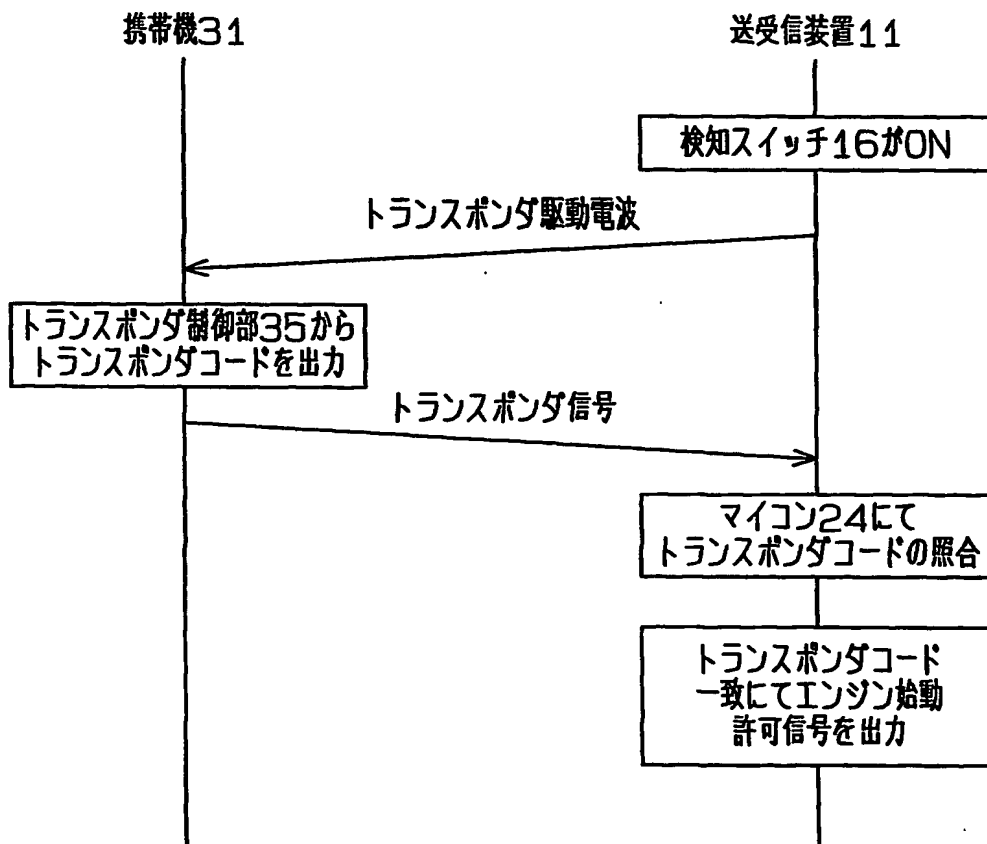 携帯機31
送受信装置11
検知スイッチ16がON
トランスポンダ駆動電波
トランスポンダ制御部35から
トランスポンダコードを出力
トランスポンダ信号
マイコン24にて
トランスポンダコードの照合
トランスポンダコード
一致にてエンジン始動
許可信号を出力